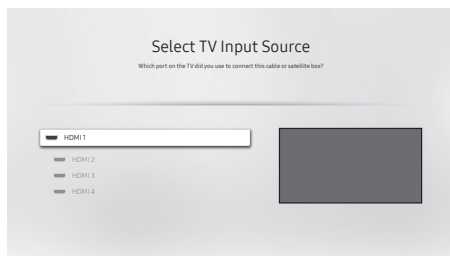 Select TV Input Source
Which port on the TV did you use to connect this cable or satellite box?
HDMI 1
HDMI 2
HDMI 3
HDMI 4